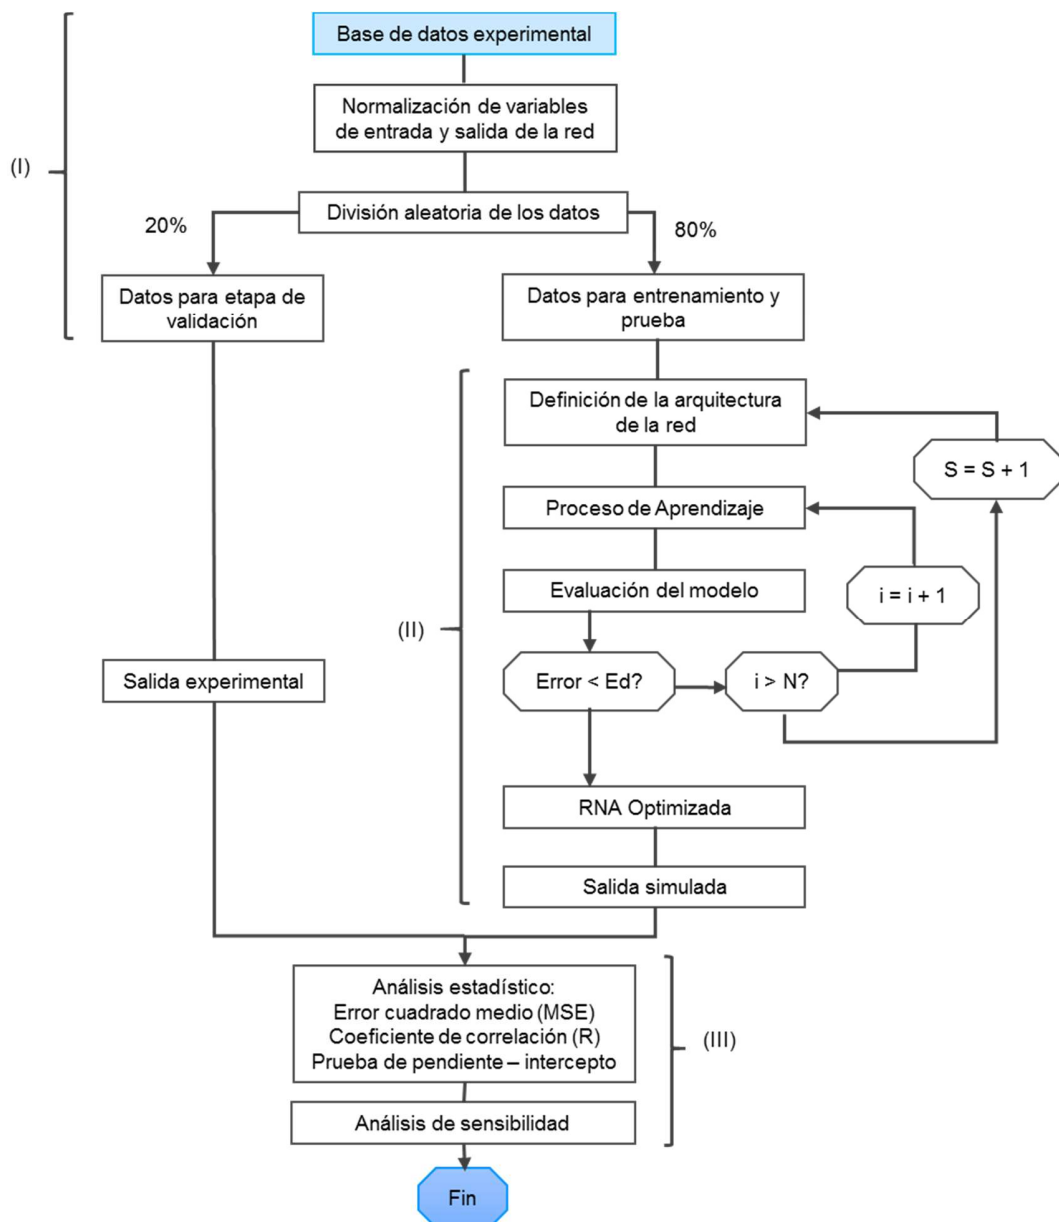 Base de datos experimental
Normalización de variables
de entrada y salida de la red
(I)
División aleatoria de los datos
20%
80%
Datos para etapa de
validación
Datos para entrenamiento y
prueba
Definición de la arquitectura
de la red
S = S + 1
Proceso de Aprendizaje
Evaluación del modelo
i = i + 1
(II)
Salida experimental
Error < Ed?
i > N?
RNA Optimizada
Salida simulada
Análisis estadístico:
Error cuadrado medio (MSE)
Coeficiente de correlación (R)
Prueba de pendiente – intercepto
(III)
Análisis de sensibilidad
Fin